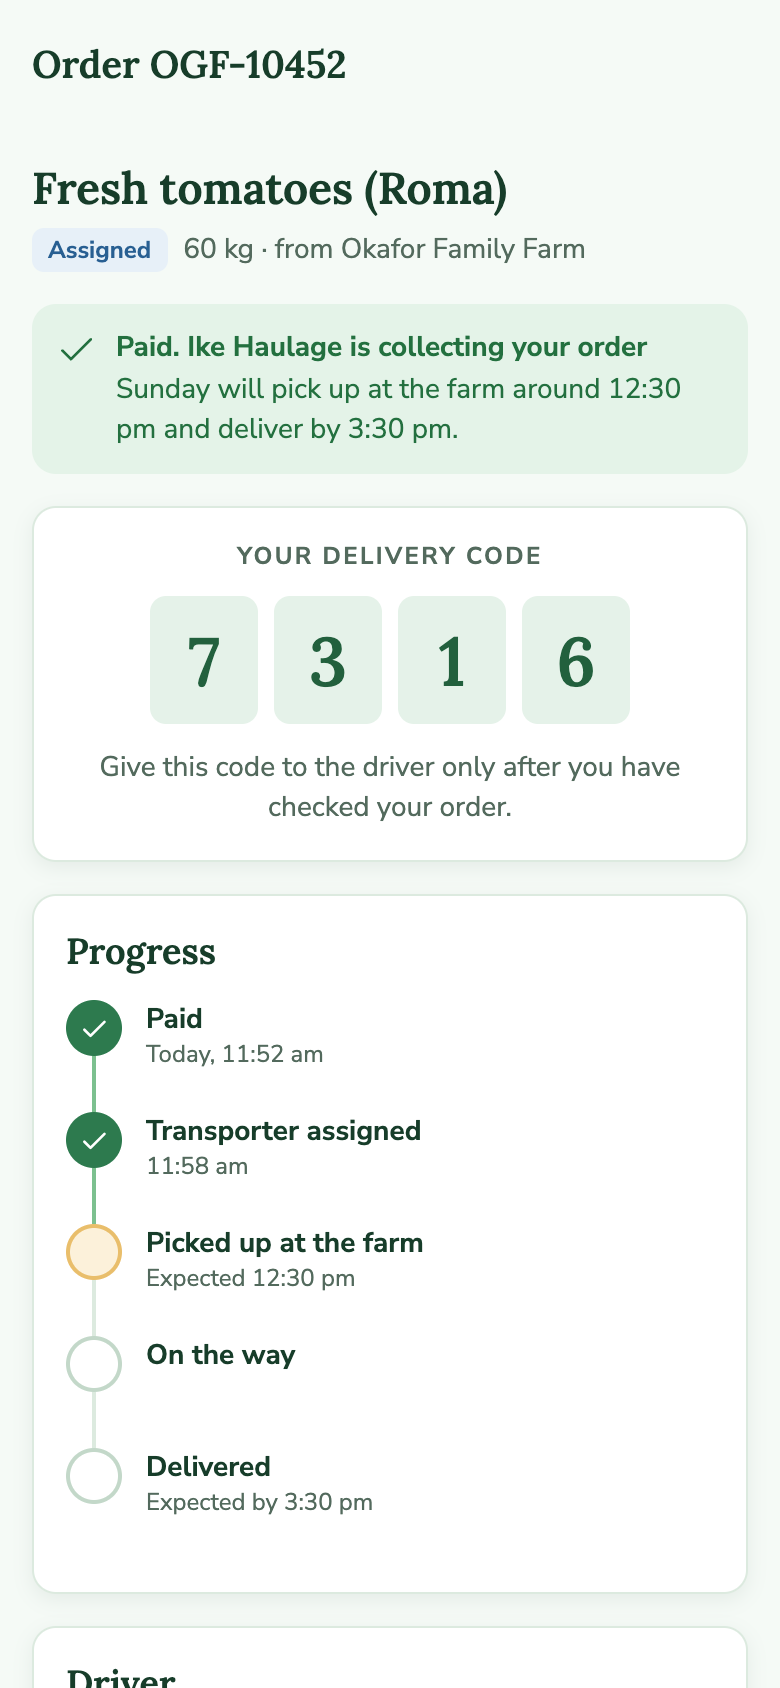 Order OGF-10452
Fresh tomatoes (Roma)
Assigned 60 kg · from Okafor Family Farm
Paid. Ike Haulage is collecting your order
Sunday will pick up at the farm around 12:30
pm and deliver by 3:30 pm.
YOUR DELIVERY CODE
7 3 1 6
Give this code to the driver only after you have
checked your order.
Progress
Paid
Today, 11:52 am
Transporter assigned
11:58 am
Picked up at the farm
Expected 12:30 pm
On the way
Delivered
Expected by 3:30 pm
Driver